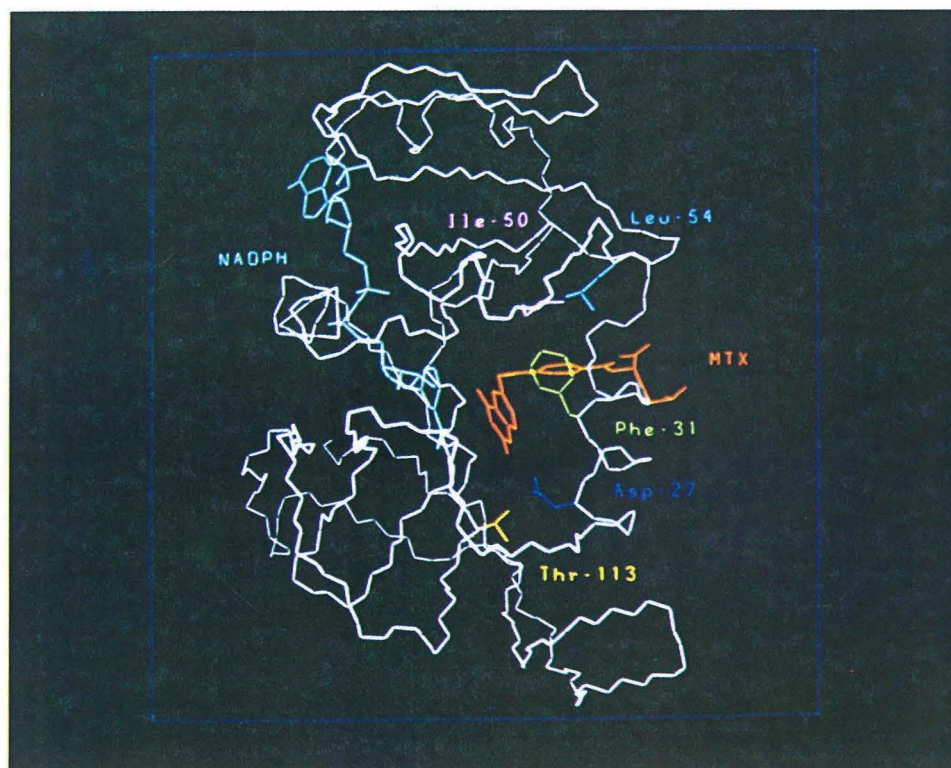 Ile-50
Leu-54
NADPH
MTX
Phe-31
Asp-27
Thr-113